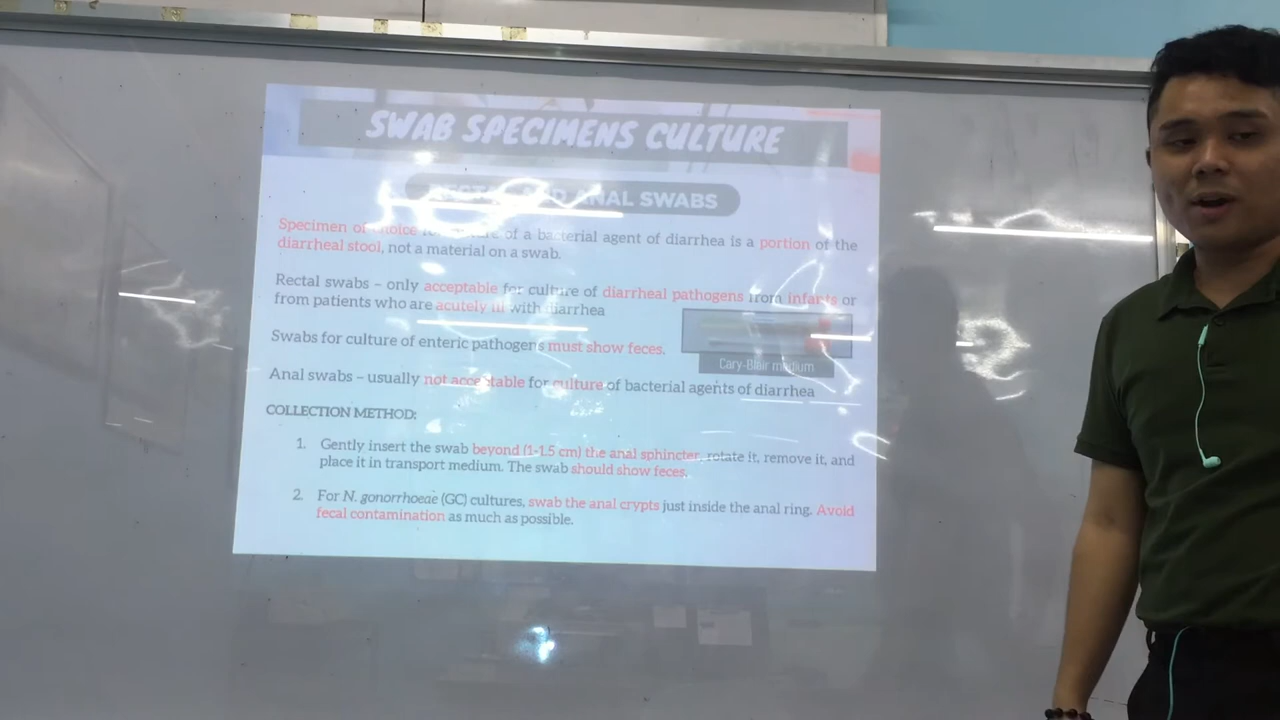 SWAB SPECIMENS CULTURE
ANAL SWABS
Specimen of choice of a bacterial agent of diarrhea is a portion of the
diarrheal stool, not a material on a swab.
Rectal swabs – only acceptable for culture of diarrheal pathogens from infants or
from patients who are acutely ill with diarrhea
Swabs for culture of enteric pathogens must show feces.
Cary-Blair medium
Anal swabs – usually not acceptable for culture of bacterial agents of diarrhea
COLLECTION METHOD:
1. Gently insert the swab beyond (1-1.5 cm) the anal sphincter, rotate it, remove it, and
place it in transport medium. The swab should show feces.
2. For N. gonorrhoeae (GC) cultures, swab the anal crypts just inside the anal ring. Avoid
fecal contamination as much as possible.